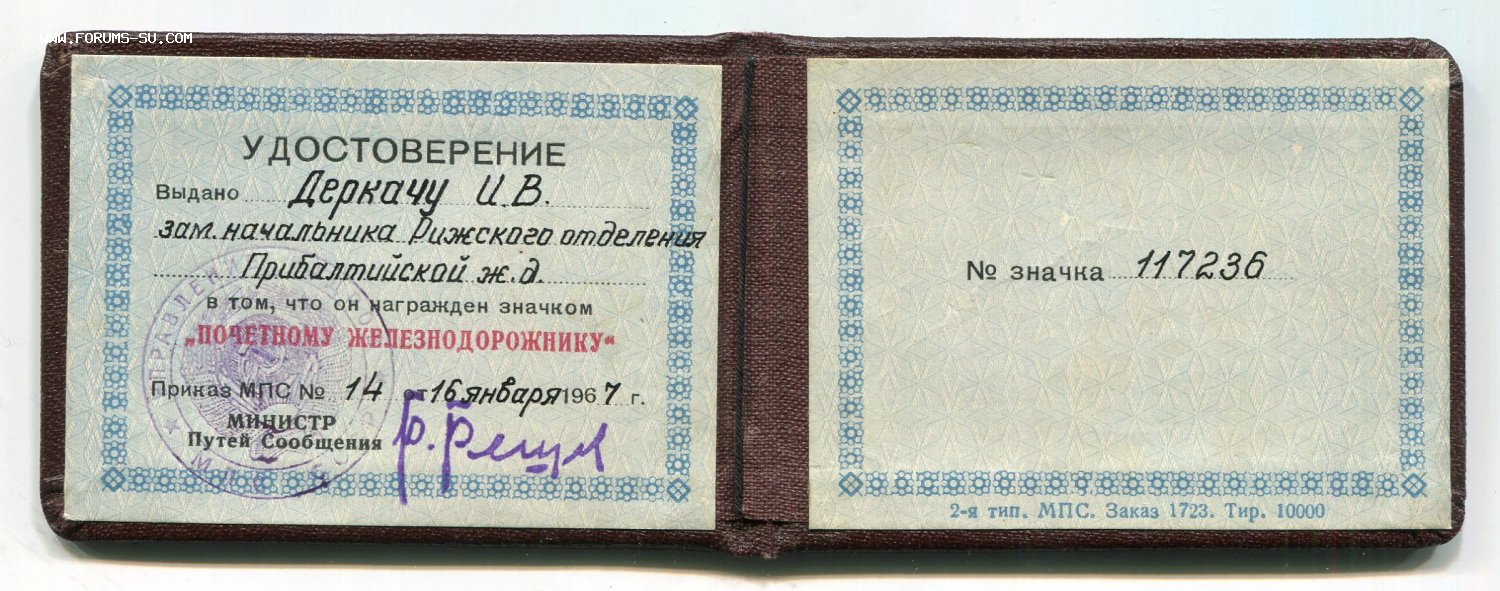 WWW.FORUMS-SU.COM
УДОСТОВЕРЕНИЕ
Выдано Деркачу И.В.
зам. начальника Рижского отделения
Прибалтийской ж.д.
в том, что он награжден значком
„ПОЧЕТНОМУ ЖЕЛЕЗНОДОРОЖНИКУ“
Приказ МПС № 14 от 16 января 1967 г.
МИНИСТР
Путей Сообщения
№ значка 117236
2-я тип. МПС. Заказ 1723. Тир. 10000